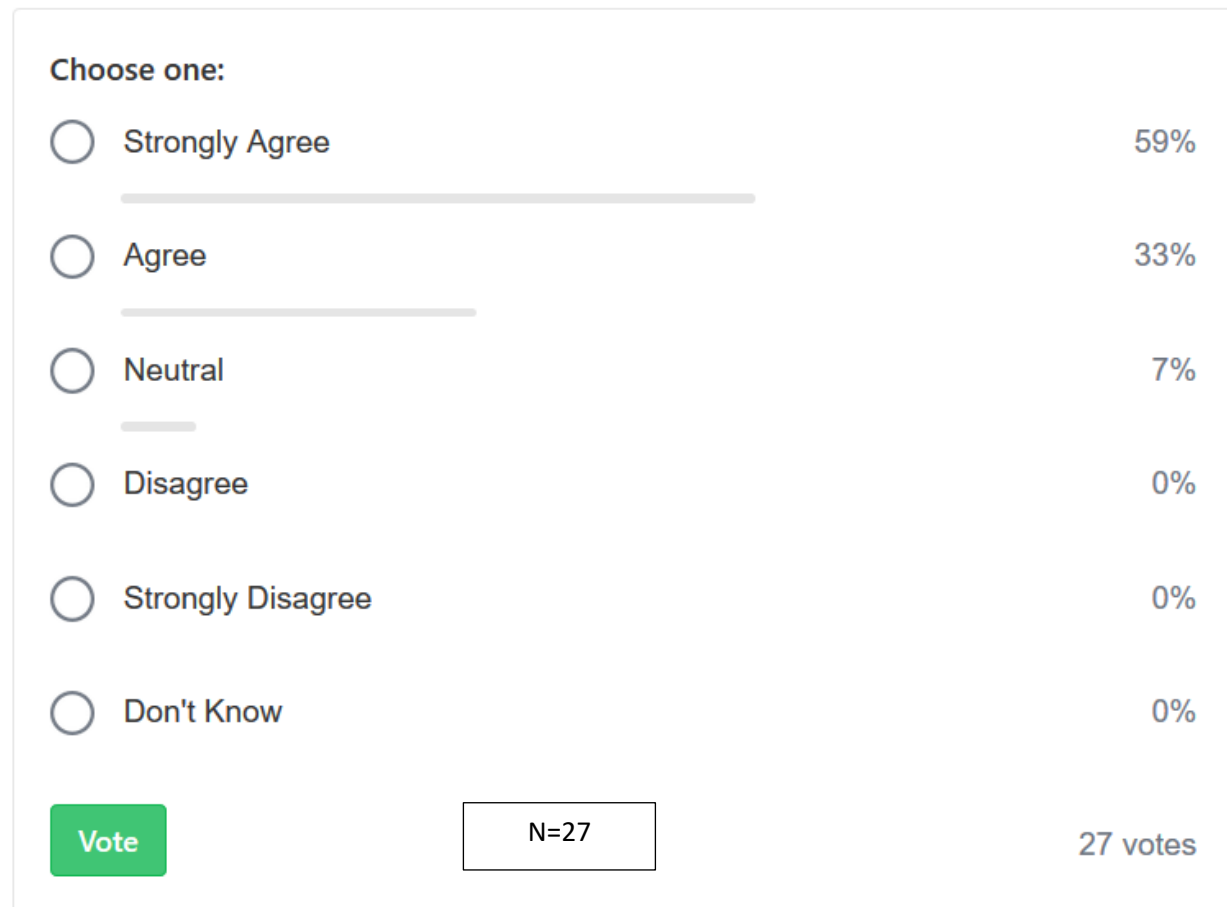 Choose one:
Strongly Agree 59%
Agree 33%
Neutral 7%
Disagree 0%
Strongly Disagree 0%
Don't Know 0%
Vote N=27 27 votes